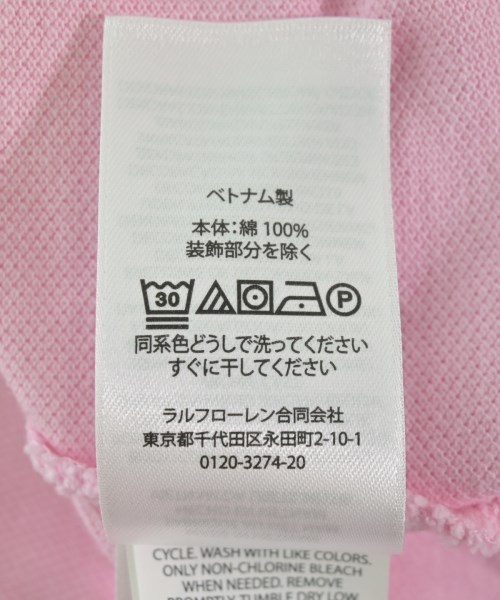 ベトナム製
本体:綿 100%
装飾部分を除く
30 P
同系色どうしで洗ってください
すぐに干してください
ラルフローレン合同会社
東京都千代田区永田町2-10-1
0120-3274-20
CYCLE. WASH WITH LIKE COLORS.
ONLY NON-CHLORINE BLEACH
WHEN NEEDED. REMOVE
PROMPTLY. TUMBLE DRY LOW